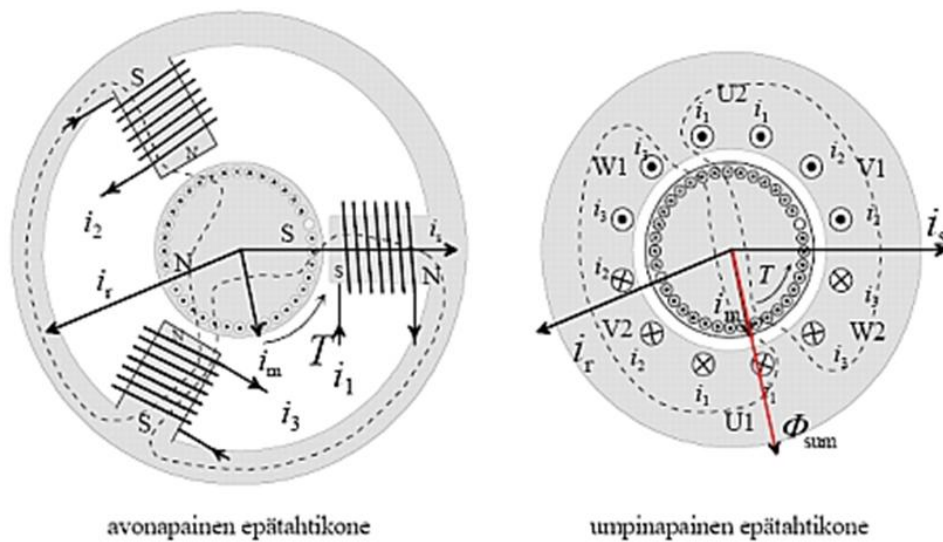 S
N
i₂
N
S
iₛ
S
N
iᵣ
N
iₘ
T
i₁
S
i₃
U2
i₁ i₁
W1
i₃
i₂
V1
i₃
i₂
iₛ
i₂
T
i₃
iₘ
V2
W2
iᵣ
i₂
i₃
i₁
i₁
U1
Φsum
avonapainen epätahtikone
umpinapainen epätahtikone